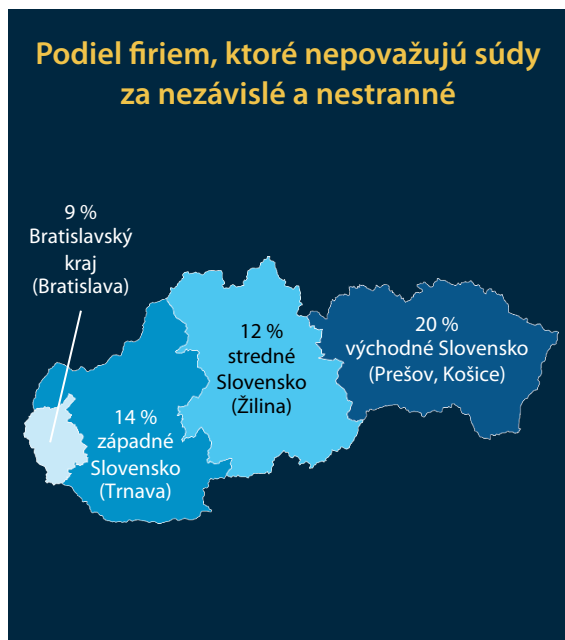 Podiel firiem, ktoré nepovažujú súdy
za nezávislé a nestranné
9 %
Bratislavský
kraj
(Bratislava)
14 %
západné
Slovensko
(Trnava)
12 %
stredné
Slovensko
(Žilina)
20 %
východné Slovensko
(Prešov, Košice)